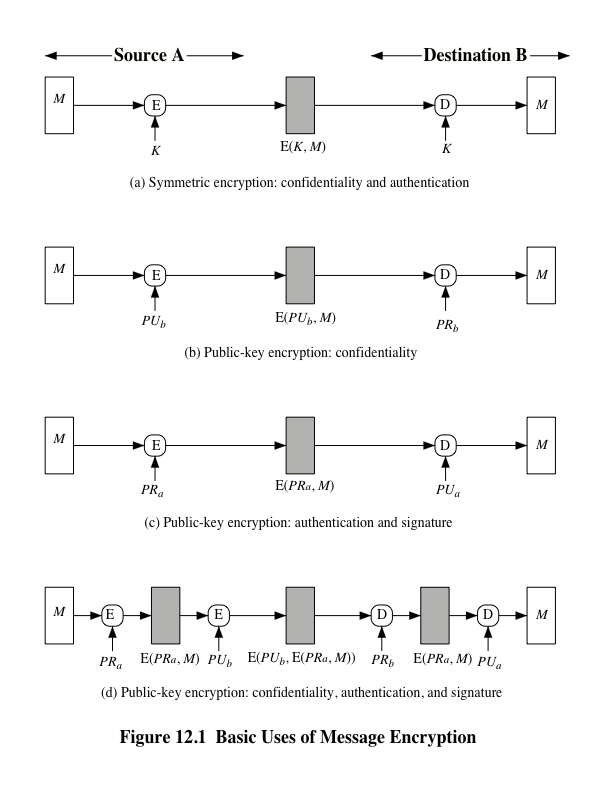 Source A Destination B
M E D M
K E(K, M) K
(a) Symmetric encryption: confidentiality and authentication
M E D M
PUb E(PUb, M) PRb
(b) Public-key encryption: confidentiality
M E D M
PRa E(PRa, M) PUa
(c) Public-key encryption: authentication and signature
M E E D D M
PRa E(PRa, M) PUb E(PUb, E(PRa, M)) PRb E(PRa, M) PUa
(d) Public-key encryption: confidentiality, authentication, and signature
Figure 12.1 Basic Uses of Message Encryption